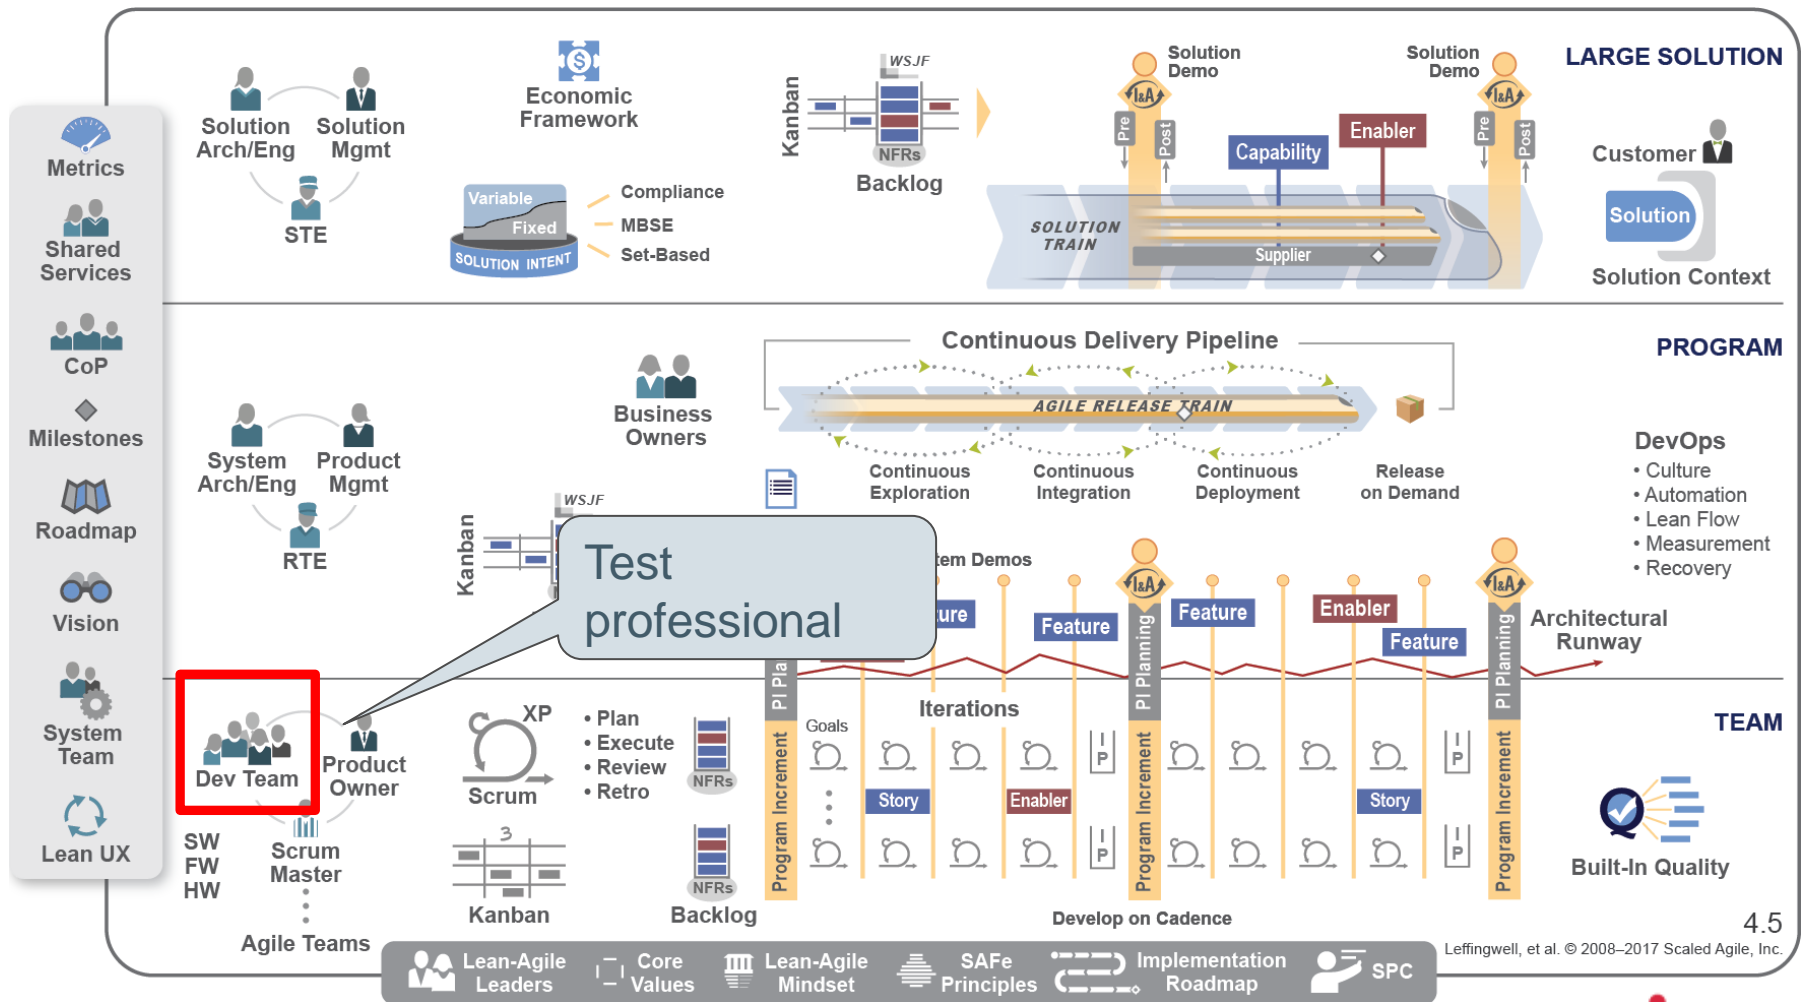 Metrics
Shared
Services
CoP
Milestones
Roadmap
Vision
System
Team
Lean UX
LARGE SOLUTION
Solution
Arch/Eng
Solution
Mgmt
STE
Economic
Framework
Variable
Fixed
SOLUTION INTENT
Compliance
MBSE
Set-Based
Kanban
WSJF
NFRs
Backlog
Solution
Demo
I&A
Pre
Post
Capability
Enabler
SOLUTION
TRAIN
Supplier
Solution
Demo
I&A
Pre
Post
Customer
Solution
Solution Context
PROGRAM
System
Arch/Eng
Product
Mgmt
RTE
Business
Owners
Continuous Delivery Pipeline
AGILE RELEASE TRAIN
Continuous
Exploration
Continuous
Integration
Continuous
Deployment
Release
on Demand
DevOps
• Culture
• Automation
• Lean Flow
• Measurement
• Recovery
Kanban
WSJF
Test
professional
tem Demos
ure
Feature
I&A
Feature
Enabler
Feature
I&A
Architectural
Runway
PI Pla
PI Planning
PI Planning
TEAM
Dev Team
Product
Owner
Scrum
Master
SW
FW
HW
Agile Teams
XP
Scrum
• Plan
• Execute
• Review
• Retro
3
Kanban
NFRs
NFRs
Backlog
Program Increment
Goals
Iterations
Story
Enabler
I
P
I
P
Program Increment
Story
I
P
I
P
Program Increment
Develop on Cadence
Built-In Quality
4.5
Leffingwell, et al. © 2008–2017 Scaled Agile, Inc.
Lean-Agile
Leaders
Core
Values
Lean-Agile
Mindset
SAFe
Principles
Implementation
Roadmap
SPC